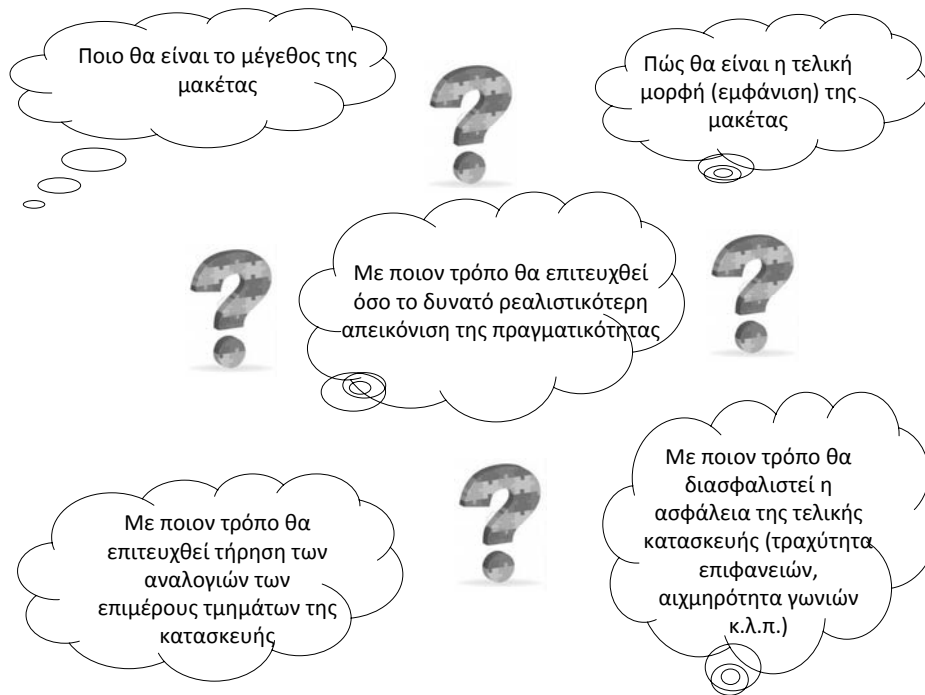 Ποιο θα είναι το μέγεθος της
μακέτας
Πώς θα είναι η τελική
μορφή (εμφάνιση) της
μακέτας
Με ποιον τρόπο θα επιτευχθεί
όσο το δυνατό ρεαλιστικότερη
απεικόνιση της πραγματικότητας
Με ποιον τρόπο θα
επιτευχθεί τήρηση των
αναλογιών των
επιμέρους τμημάτων της
κατασκευής
Με ποιον τρόπο θα
διασφαλιστεί η
ασφάλεια της τελικής
κατασκευής (τραχύτητα
επιφανειών,
αιχμηρότητα γωνιών
κ.λ.π.)